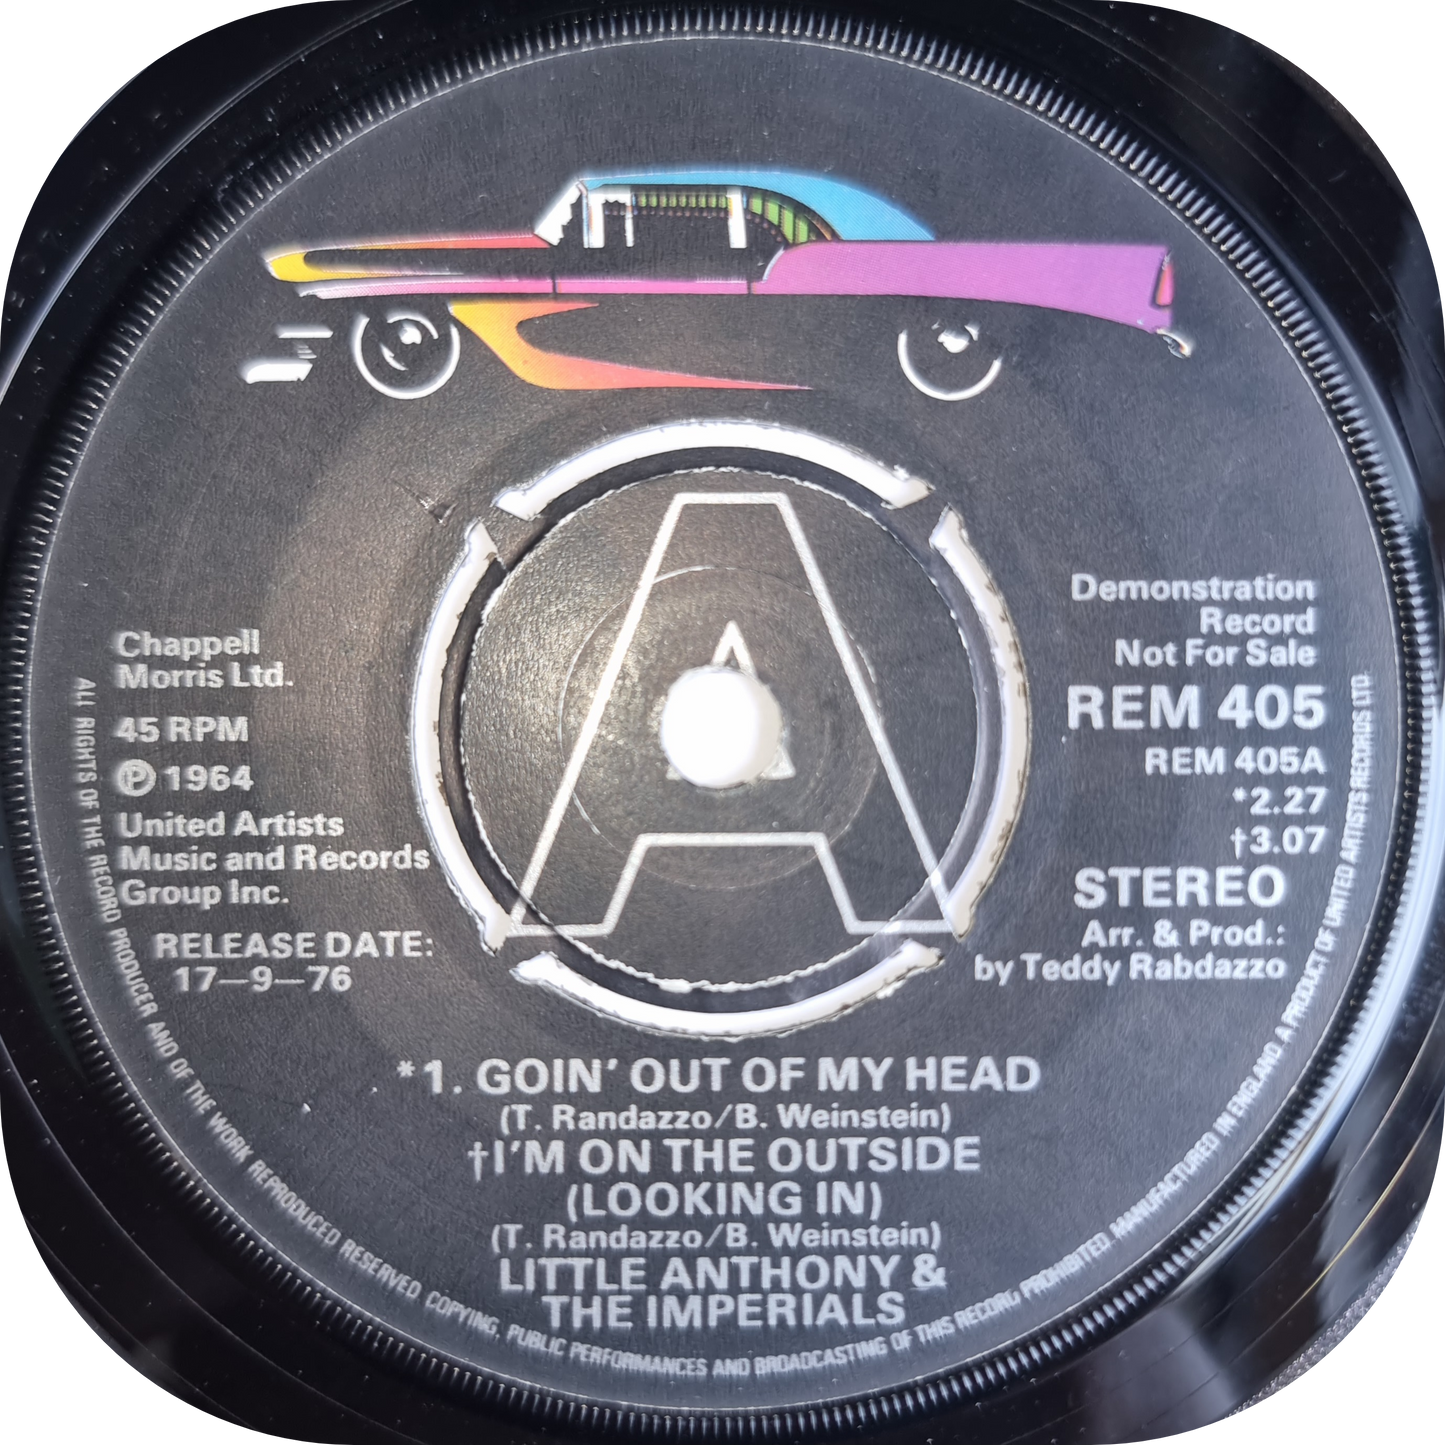 A
Chappell
Morris Ltd.
45 RPM
Ⓟ 1964
United Artists
Music and Records
Group Inc.
RELEASE DATE:
17—9—76
Demonstration
Record
Not For Sale
REM 405
REM 405A
*2.27
†3.07
STEREO
Arr. & Prod.:
by Teddy Rabdazzo
*1. GOIN' OUT OF MY HEAD
(T. Randazzo/B. Weinstein)
†I'M ON THE OUTSIDE
(LOOKING IN)
(T. Randazzo/B. Weinstein)
LITTLE ANTHONY &
THE IMPERIALS
ALL RIGHTS OF THE RECORD PRODUCER AND OF THE WORK REPRODUCED RESERVED. COPYING, PUBLIC PERFORMANCES AND BROADCASTING OF THIS RECORD PROHIBITED. MANUFACTURED IN ENGLAND. A PRODUCT OF UNITED ARTISTS RECORDS LTD.